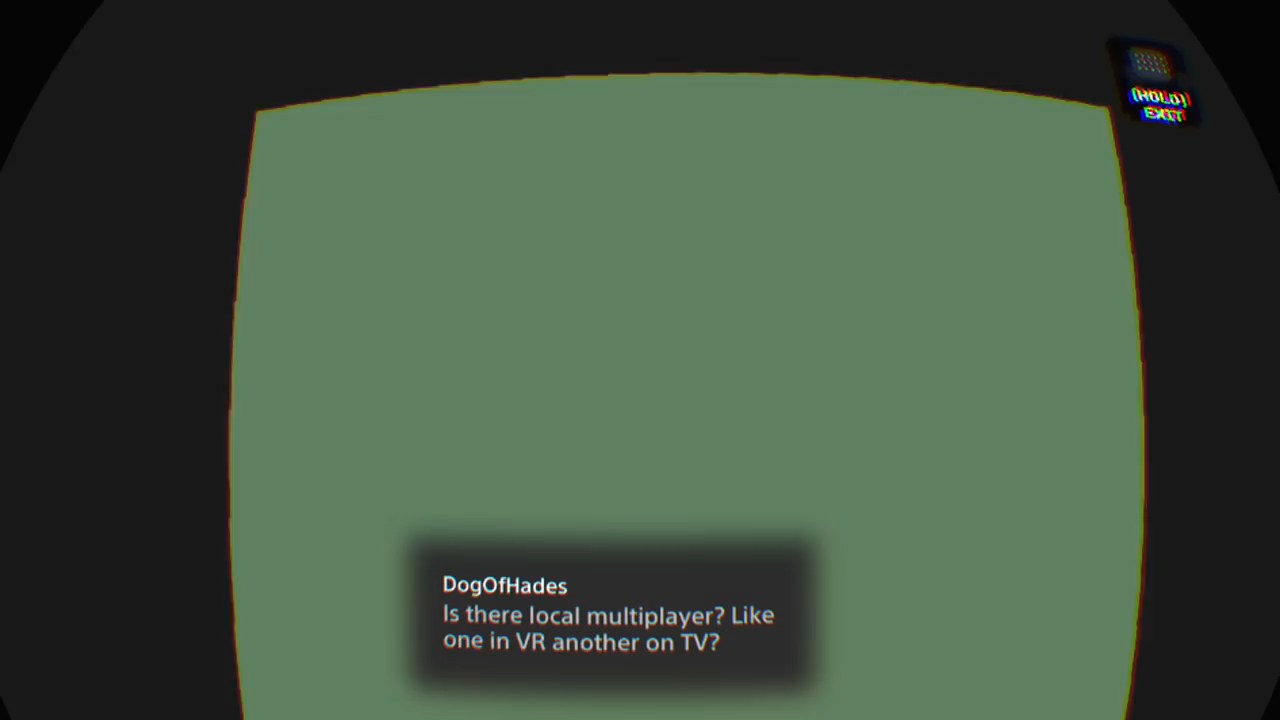 (HOLD)
EXIT
DogOfHades
Is there local multiplayer? Like
one in VR another on TV?